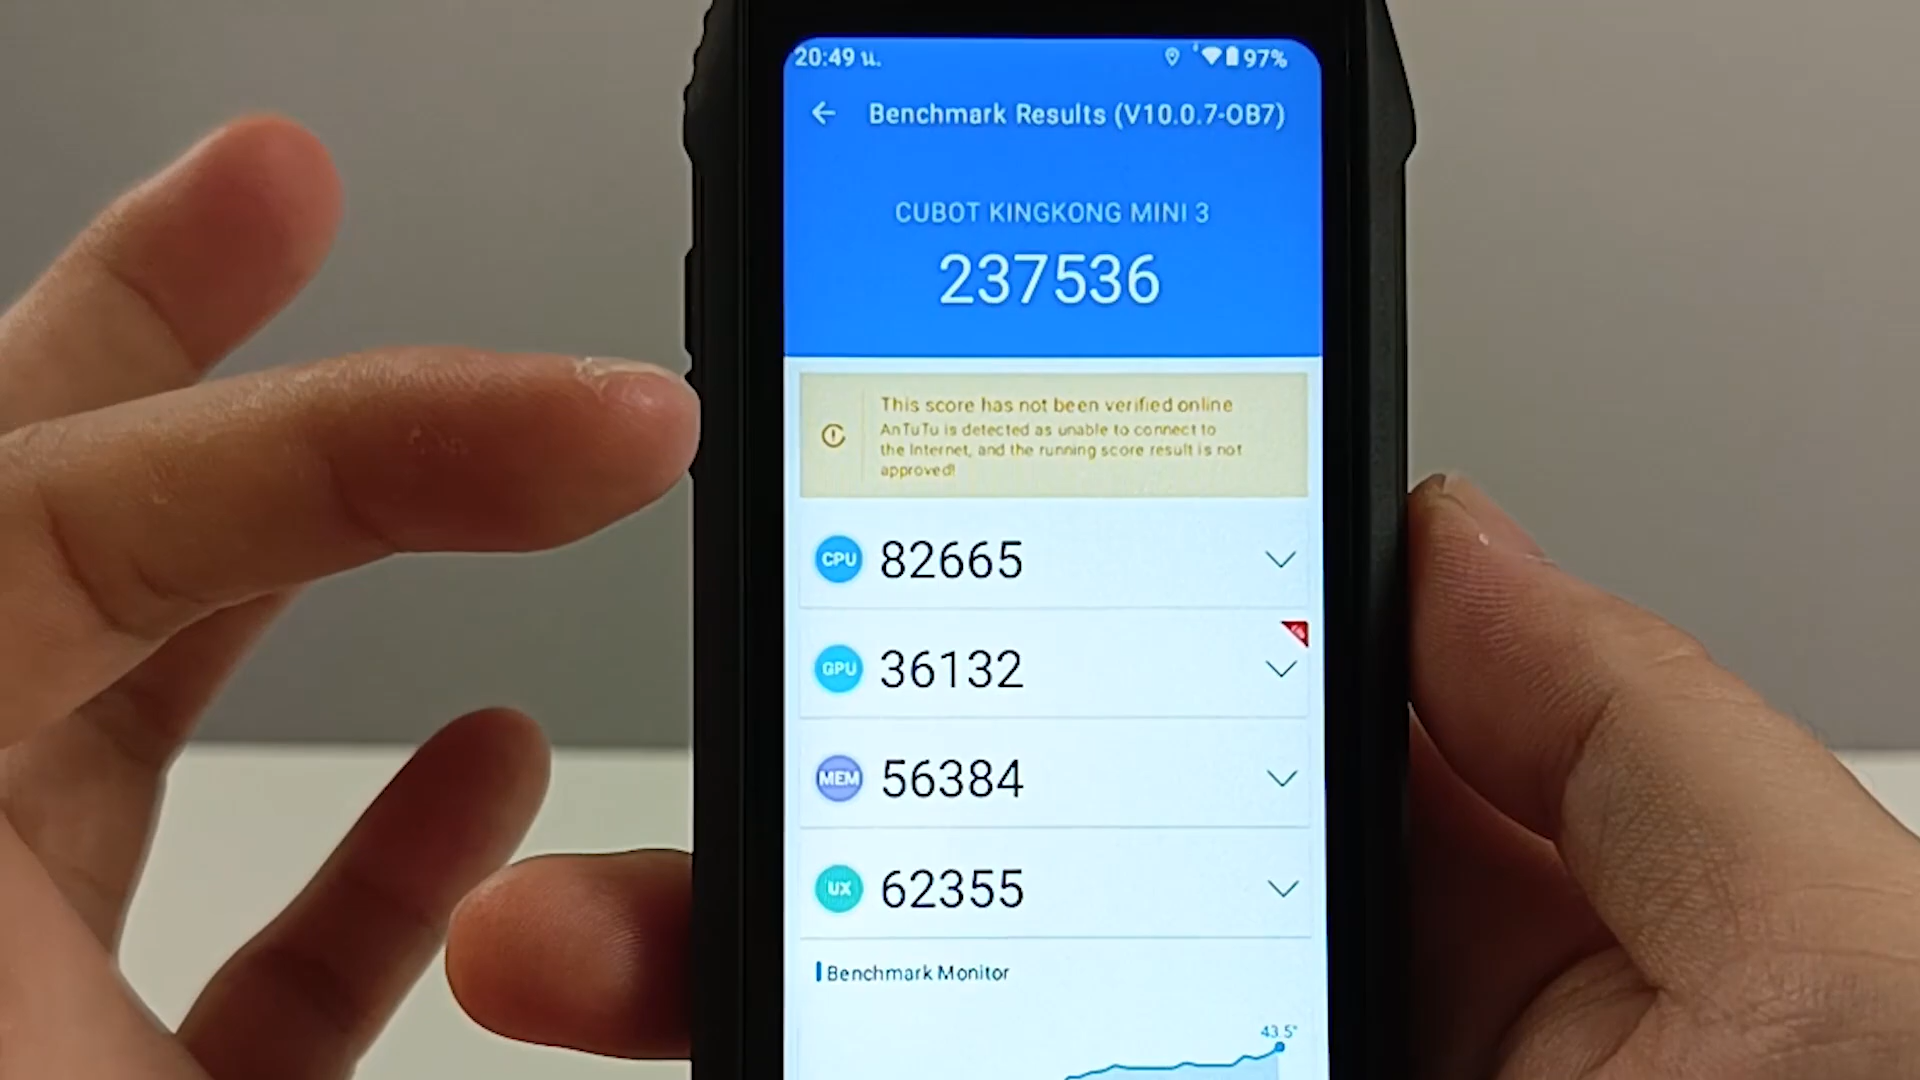 20:49 น. 97%
Benchmark Results (V10.0.7-OB7)
CUBOT KINGKONG MINI 3
237536
This score has not been verified online
AnTuTu is detected as unable to connect to
the Internet, and the running score result is not
approved!
CPU 82665
GPU 36132
MEM 56384
UX 62355
Benchmark Monitor
43.5°